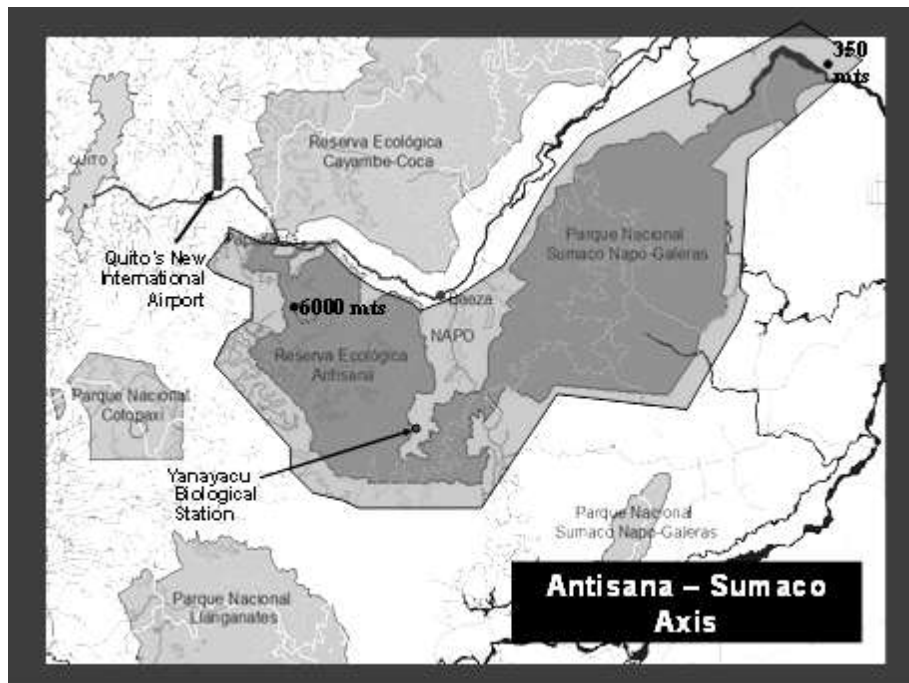 350
mts
Reserva Ecológica
Cayambe-Coca
QUITO
Parque Nacional
Sumaco Napo-Galeras
Quito's New
International
Airport
6000 mts
Baeza
NAPO
Reserva Ecológica
Antisana
Parque Nacional
Cotopaxi
Yanayacu
Biological
Station
Parque Nacional
Sumaco Napo-Galeras
Parque Nacional
Llanganates
Antisana – Sumaco
Axis